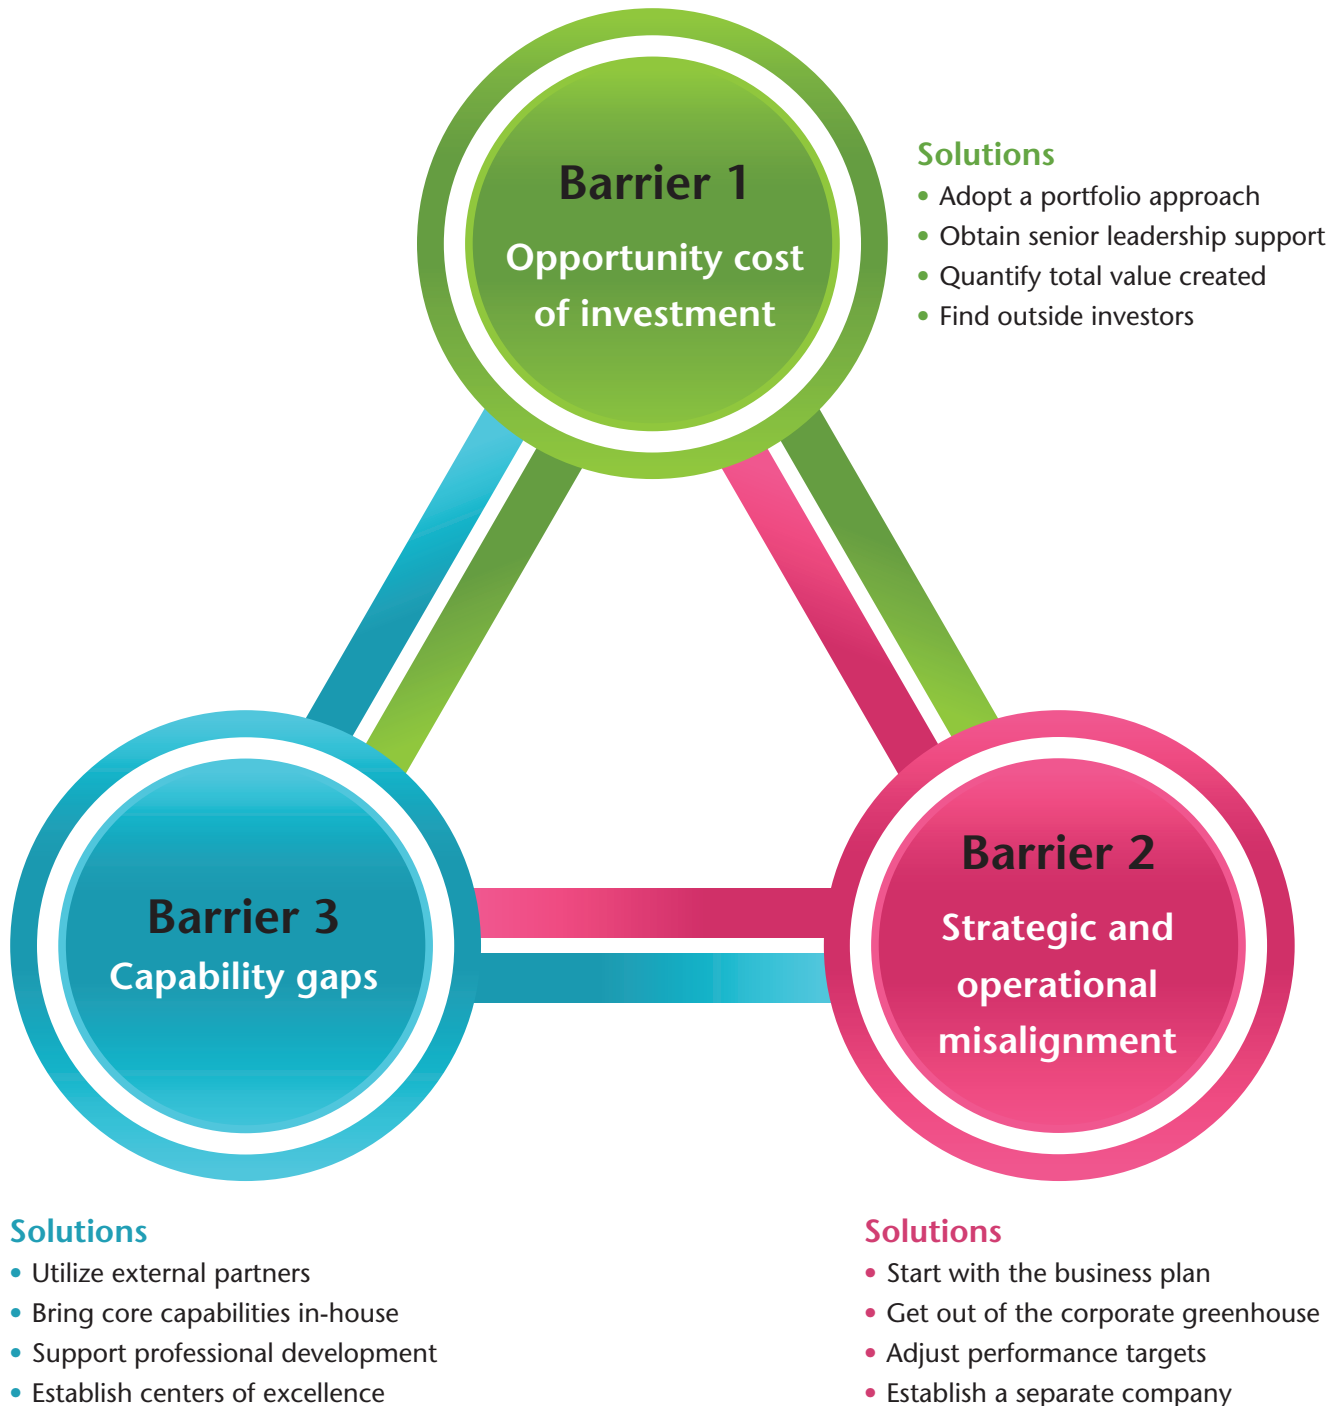 Barrier 1
Opportunity cost
of investment
Solutions
• Adopt a portfolio approach
• Obtain senior leadership support
• Quantify total value created
• Find outside investors
Barrier 3
Capability gaps
Barrier 2
Strategic and
operational
misalignment
Solutions
• Utilize external partners
• Bring core capabilities in-house
• Support professional development
• Establish centers of excellence
Solutions
• Start with the business plan
• Get out of the corporate greenhouse
• Adjust performance targets
• Establish a separate company